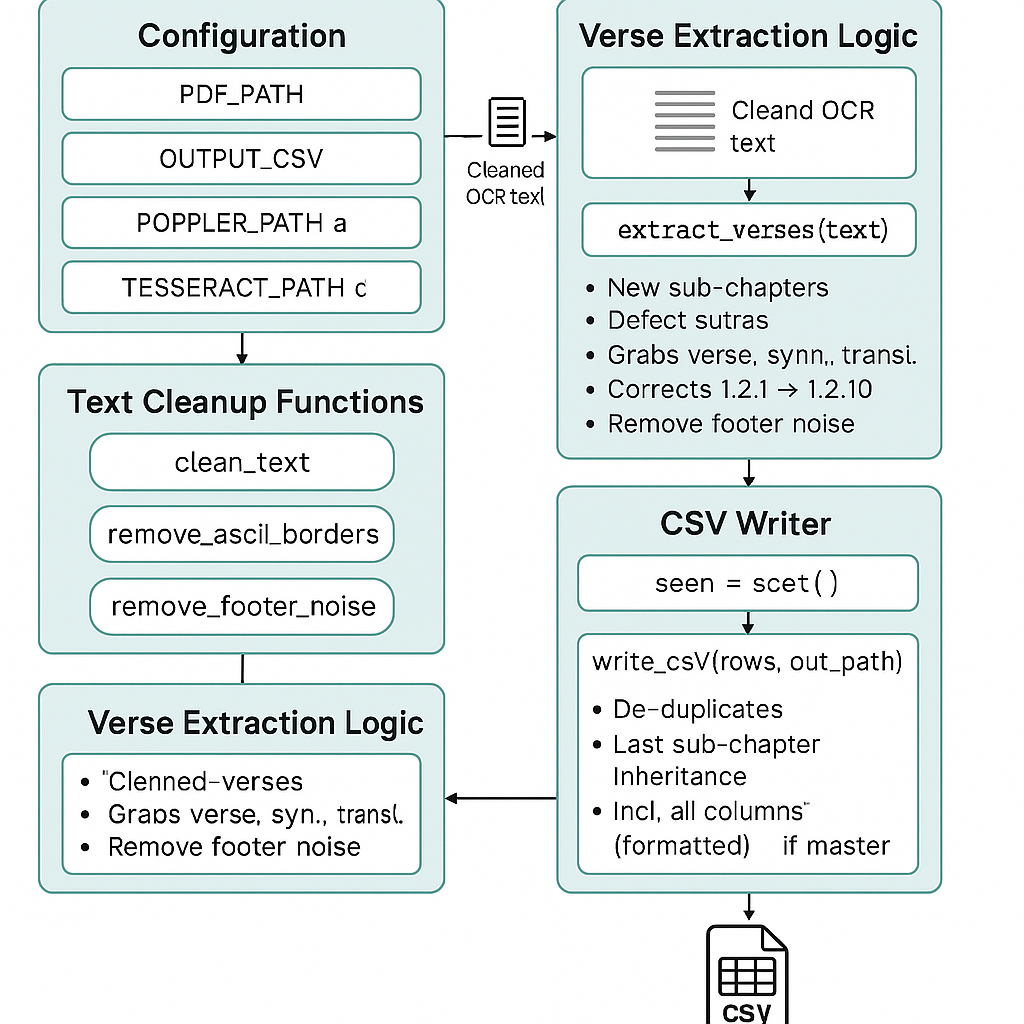 Configuration
PDF_PATH
OUTPUT_CSV
POPPLER_PATH a
TESSERACT_PATH d
Cleaned
OCR texl
Text Cleanup Functions
clean_text
remove_ascil_borders
remove_footer_noise
Verse Extraction Logic
• "Clenned–verses
• Graps verse, syn., transl.
• Remove footer noise
Verse Extraction Logic
Cleand OCR
text
extract_verses(text)
• New sub-chapters
• Defect sutras
• Grabs verse, synn,, transi.
• Corrects 1.2.1 → 1.2.10
• Remove footer noise
CSV Writer
seen = scet()
write_csV(rows, out_path)
• De–duplicates
• Last sub-chapter
Inheritance
• Incl, all columns"
(formatted) if master
CSV